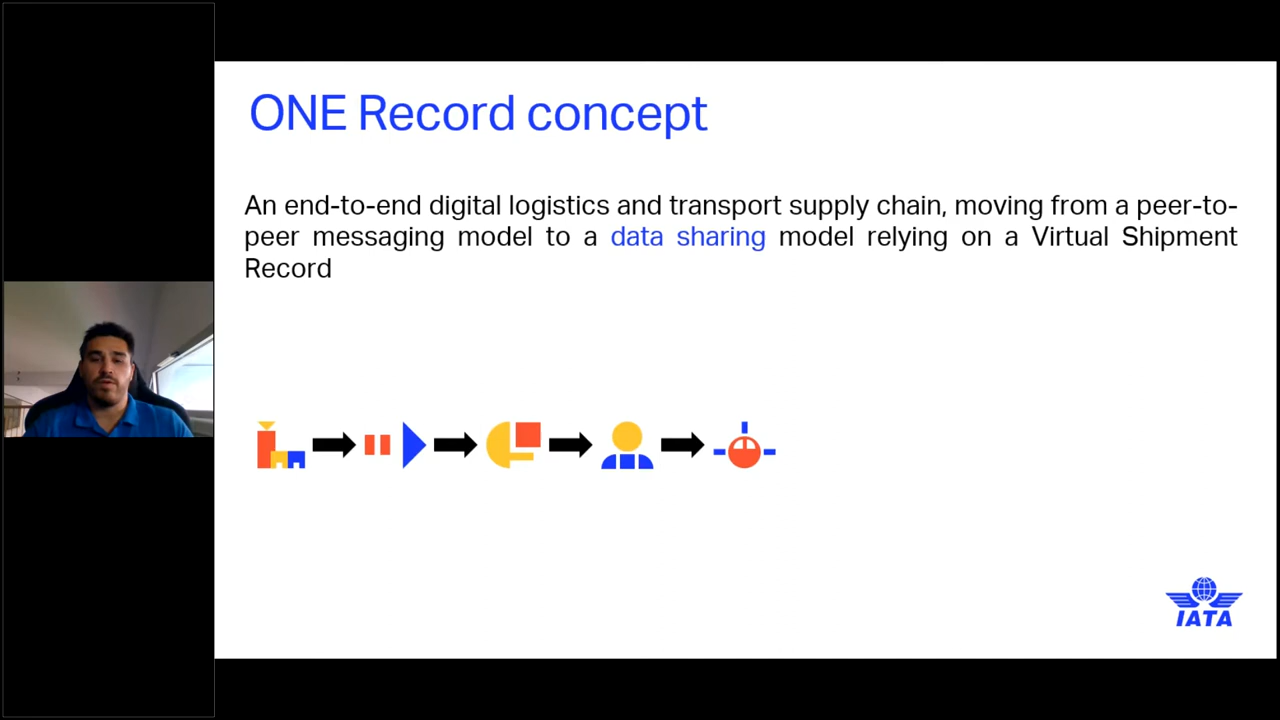 ONE Record concept
An end-to-end digital logistics and transport supply chain, moving from a peer-to-
peer messaging model to a data sharing model relying on a Virtual Shipment
Record
IATA